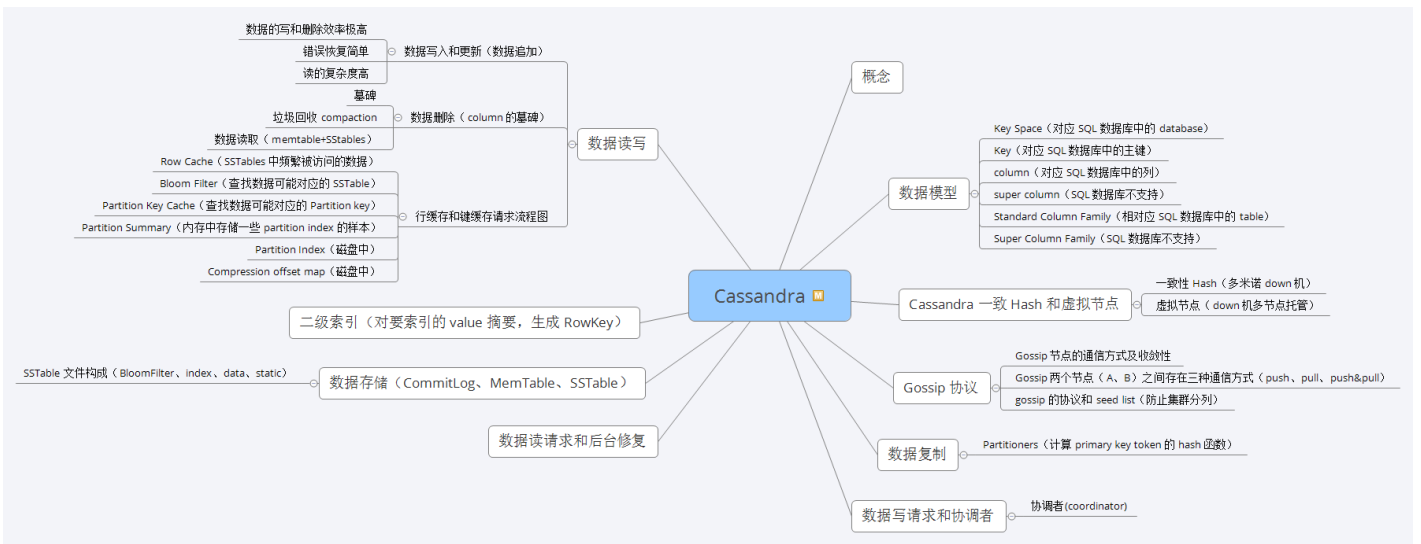 Cassandra
概念
数据模型
Key Space（对应 SQL 数据库中的 database）
Key（对应 SQL 数据库中的主键）
column（对应 SQL 数据库中的列）
super column（SQL 数据库不支持）
Standard Column Family（相对应 SQL 数据库中的 table）
Super Column Family（SQL 数据库不支持）
Cassandra 一致 Hash 和虚拟节点
一致性 Hash（多米诺 down 机）
虚拟节点（down机多节点托管）
Gossip 协议
Gossip 节点的通信方式及收敛性
Gossip 两个节点（A、B）之间存在三种通信方式（push、pull、push&pull）
gossip 的协议和 seed list（防止集群分列）
数据复制
Partitioners（计算 primary key token 的 hash 函数）
数据写请求和协调者
协调者(coordinator)
数据读写
数据写入和更新（数据追加）
数据的写和删除效率极高
错误恢复简单
读的复杂度高
数据删除（column 的墓碑）
墓碑
垃圾回收 compaction
数据读取（memtable+SStables）
行缓存和键缓存请求流程图
Row Cache（SSTables 中频繁被访问的数据）
Bloom Filter（查找数据可能对应的 SSTable）
Partition Key Cache（查找数据可能对应的 Partition key）
Partition Summary（内存中存储一些 partition index 的样本）
Partition Index（磁盘中）
Compression offset map（磁盘中）
二级索引（对要索引的 value 摘要，生成 RowKey）
数据存储（CommitLog、MemTable、SSTable）
SSTable 文件构成（BloomFilter、index、data、static）
数据读请求和后台修复